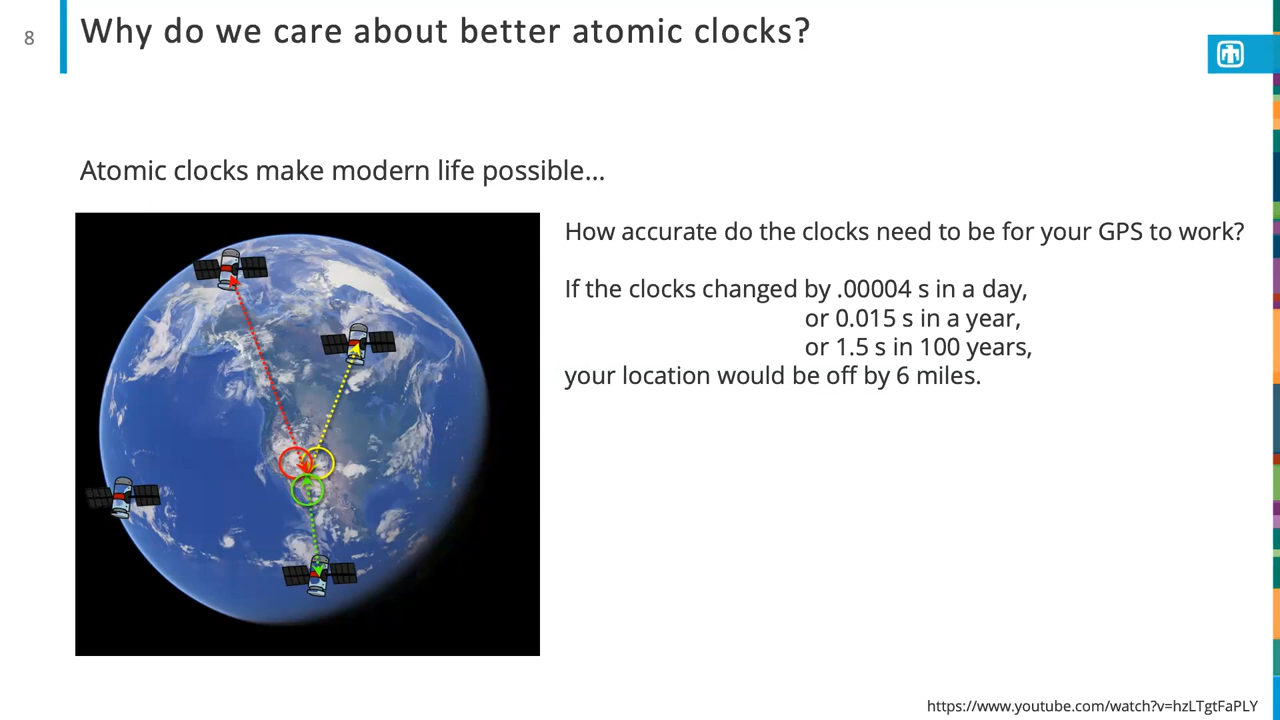 8
Why do we care about better atomic clocks?
Atomic clocks make modern life possible...
How accurate do the clocks need to be for your GPS to work?
If the clocks changed by .00004 s in a day,
or 0.015 s in a year,
or 1.5 s in 100 years,
your location would be off by 6 miles.
https://www.youtube.com/watch?v=hzLTgtFaPLY